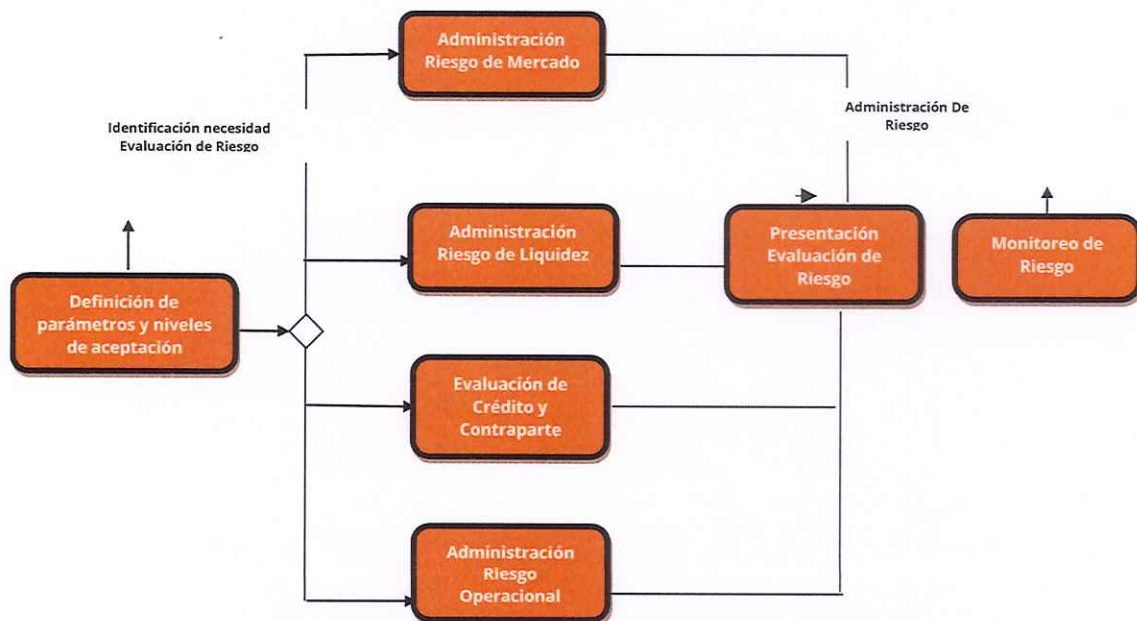 Administración
Riesgo de Mercado
Administración De
Riesgo
Identificación necesidad
Evaluación de Riesgo
Administración
Riesgo de Liquidez
Presentación
Evaluación de
Riesgo
Monitoreo de
Riesgo
Definición de
parámetros y niveles
de aceptación
Evaluación de
Crédito y
Contraparte
Administración
Riesgo
Operacional